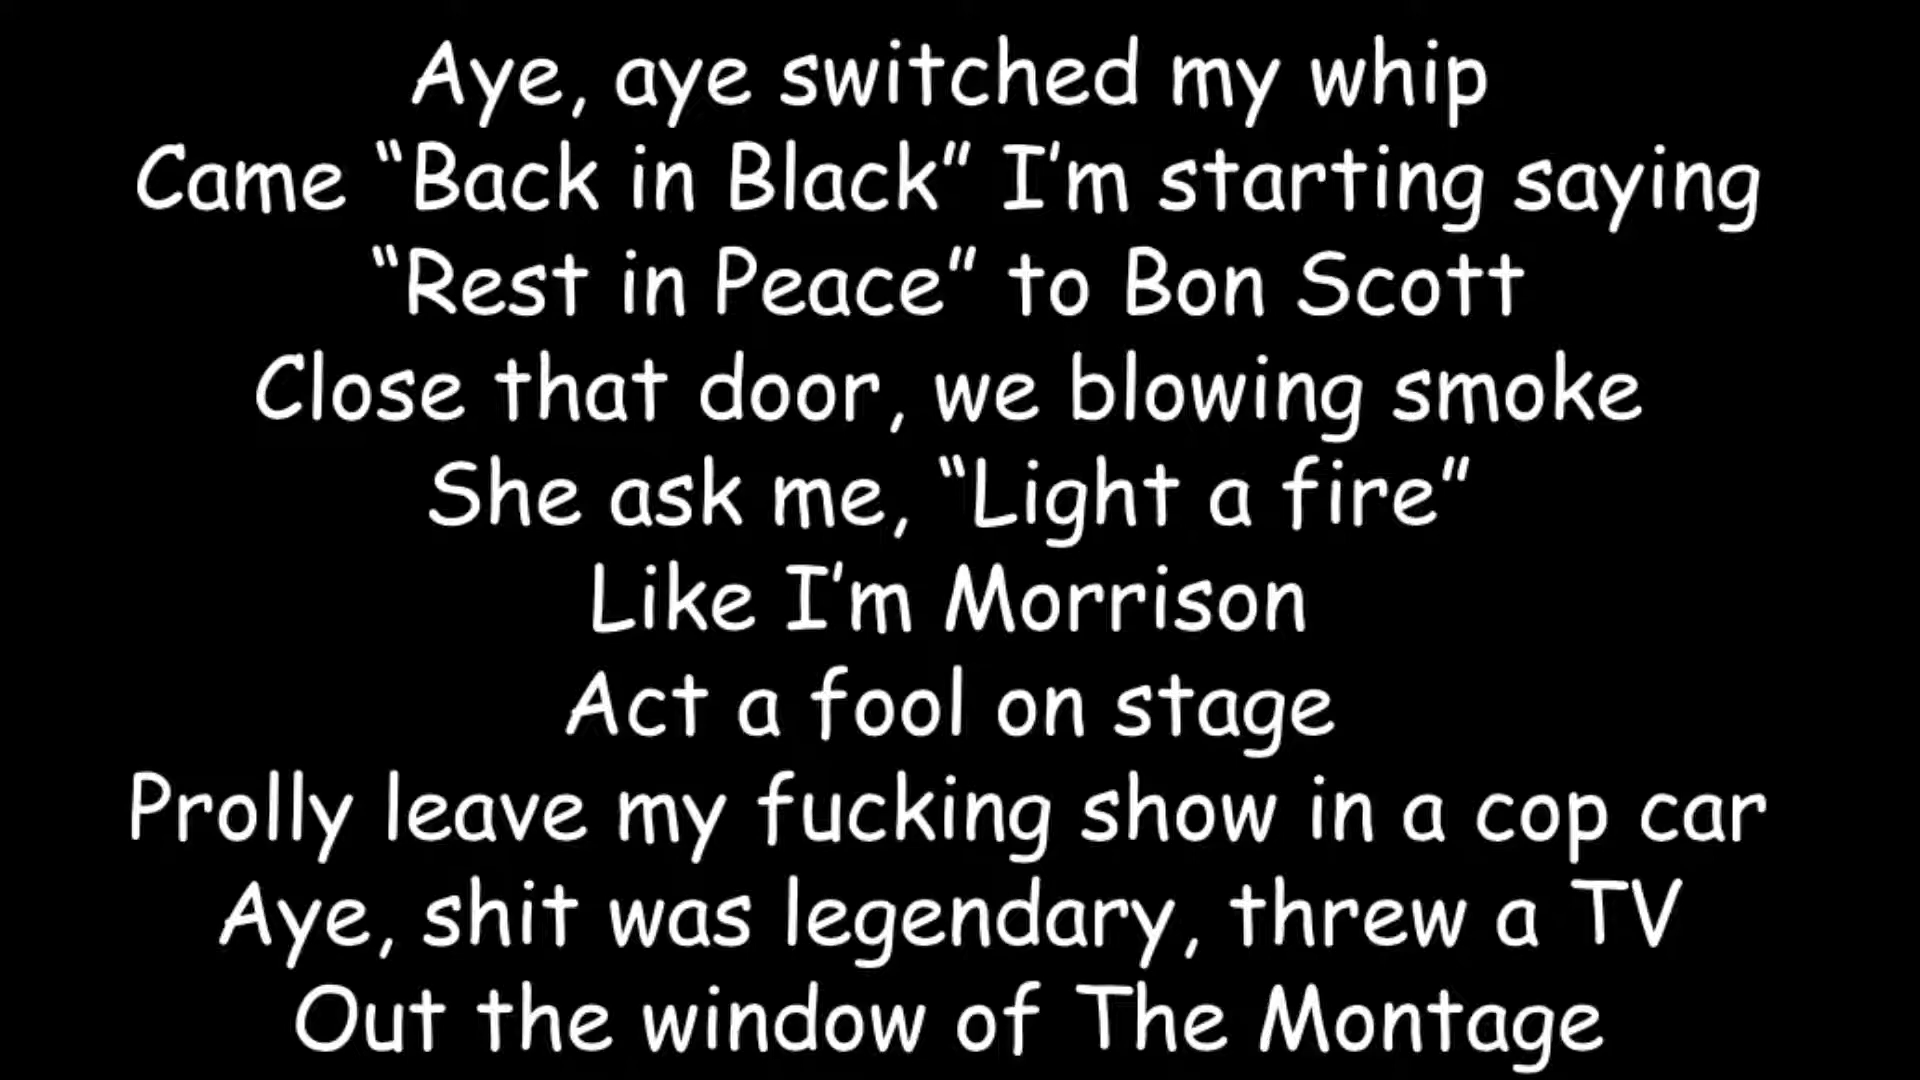 Aye, aye switched my whip
Came “Back in Black” I’m starting saying
“Rest in Peace” to Bon Scott
Close that door, we blowing smoke
She ask me, “Light a fire”
Like I’m Morrison
Act a fool on stage
Prolly leave my fucking show in a cop car
Aye, shit was legendary, threw a TV
Out the window of The Montage